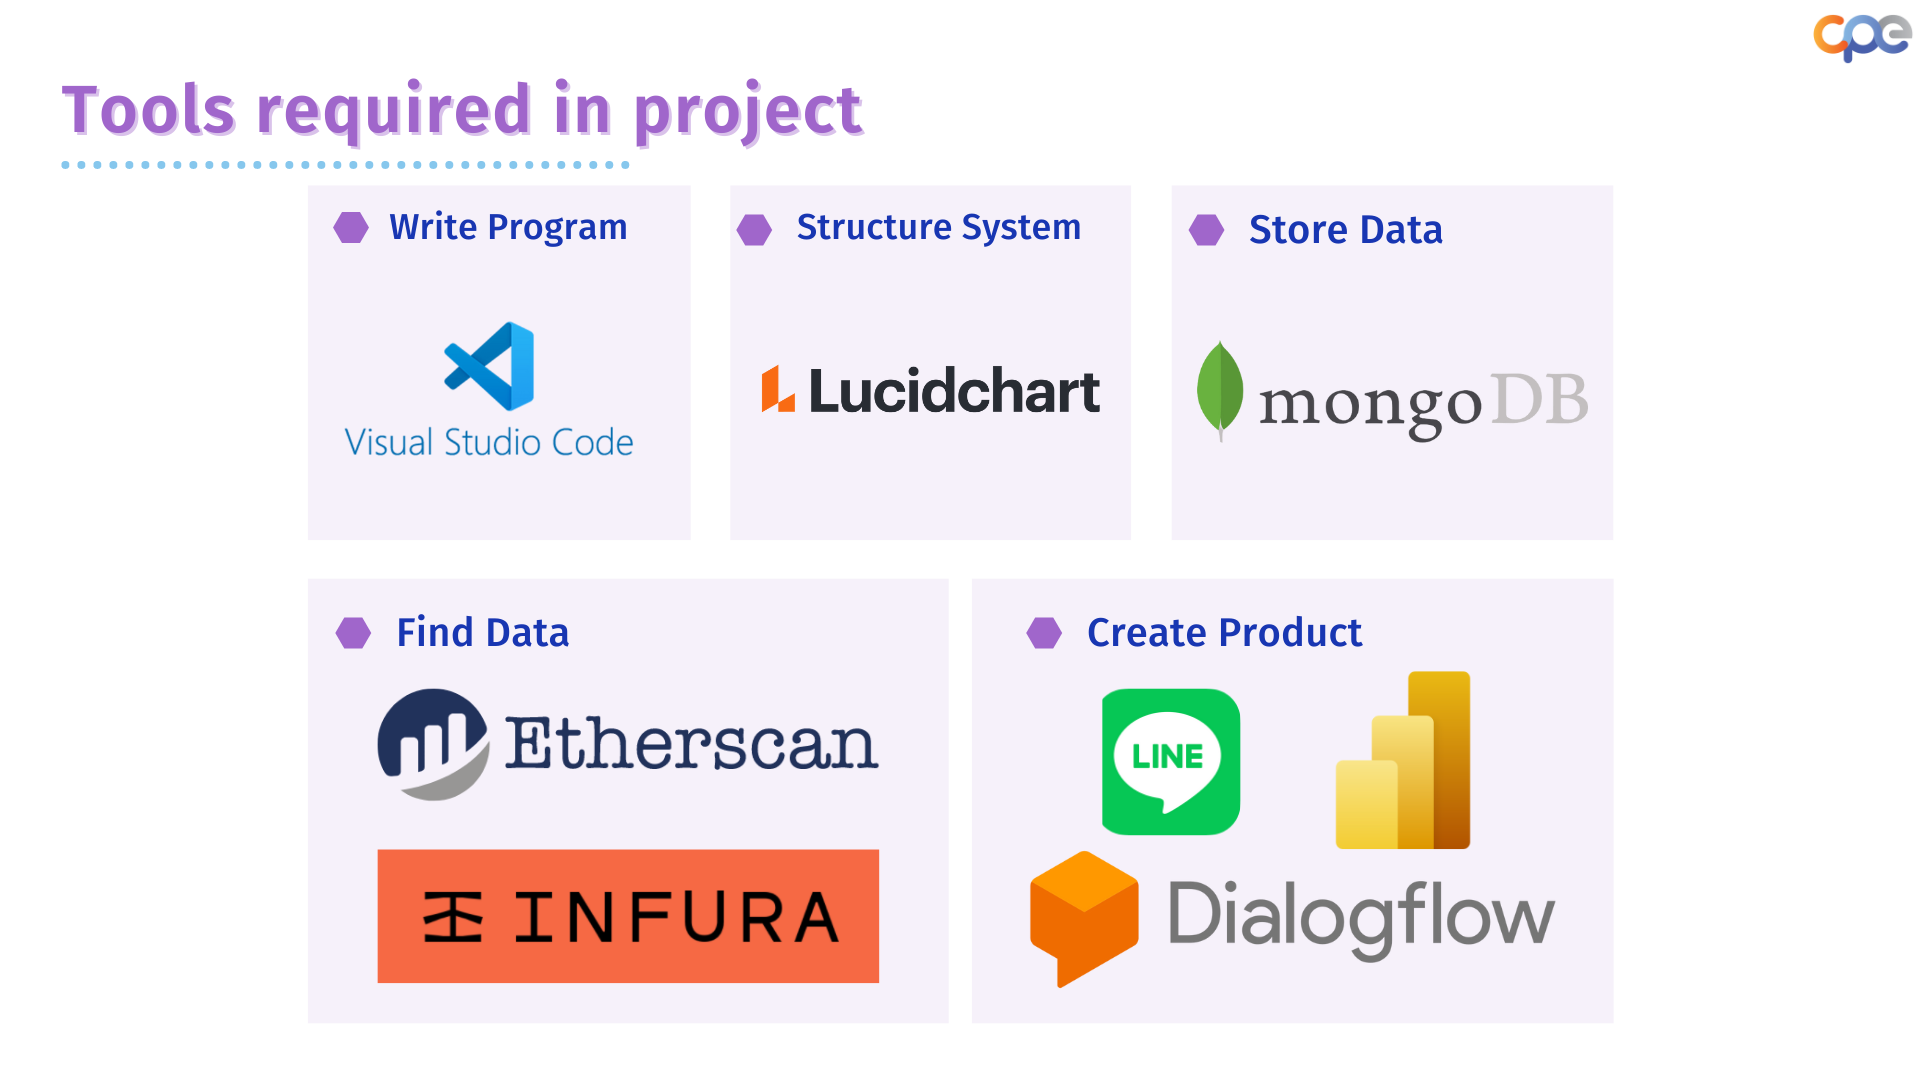 cpe
Tools required in project
Write Program
Structure System
Store Data
Visual Studio Code
Lucidchart
mongoDB
Find Data
Create Product
Etherscan
LINE
INFURA
Dialogflow